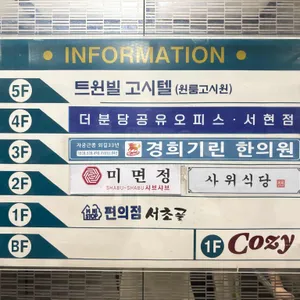 INFORMATION
5F 트윈빌 고시텔 (원룸고시원)
4F 더분당공유오피스·서현점
3F 경희기린 한의원
2F 미면정 사위식당
SHABU-SHABU 샤브샤브
1F 편의점 서초골
BF 1F Cozy